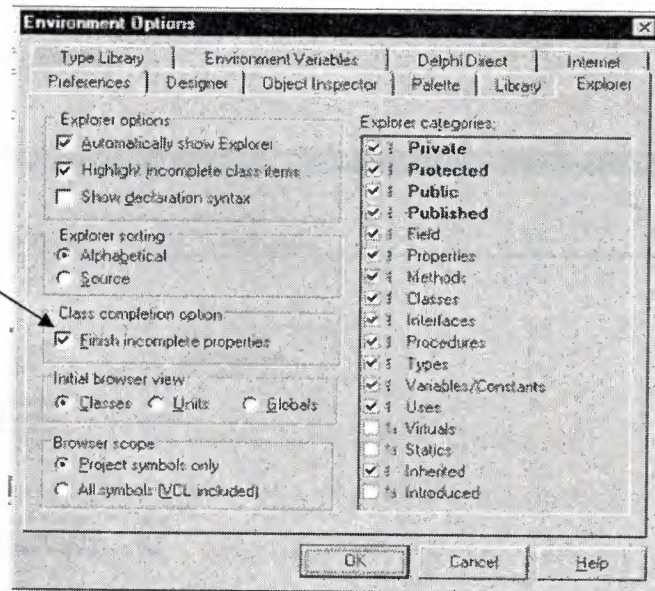 Environment Options
Type Library
Environment Variables
Delphi Direct
Internet
Preferences
Designer
Object Inspector
Palette
Library
Explorer
Explorer options
Automatically show Explorer
Highlight incomplete class items
Show declaration syntax
Explorer sorting
Alphabetical
Source
Class completion option
Finish incomplete properties
Initial browser view
Classes
Units
Globals
Browser scope
Project symbols only
All symbols (VCL included)
Explorer categories:
Private
Protected
Public
Published
Field
Properties
Methods
Classes
Interfaces
Procedures
Types
Variables/Constants
Uses
Virtuals
Statics
Inherited
Introduced
OK
Cancel
Help